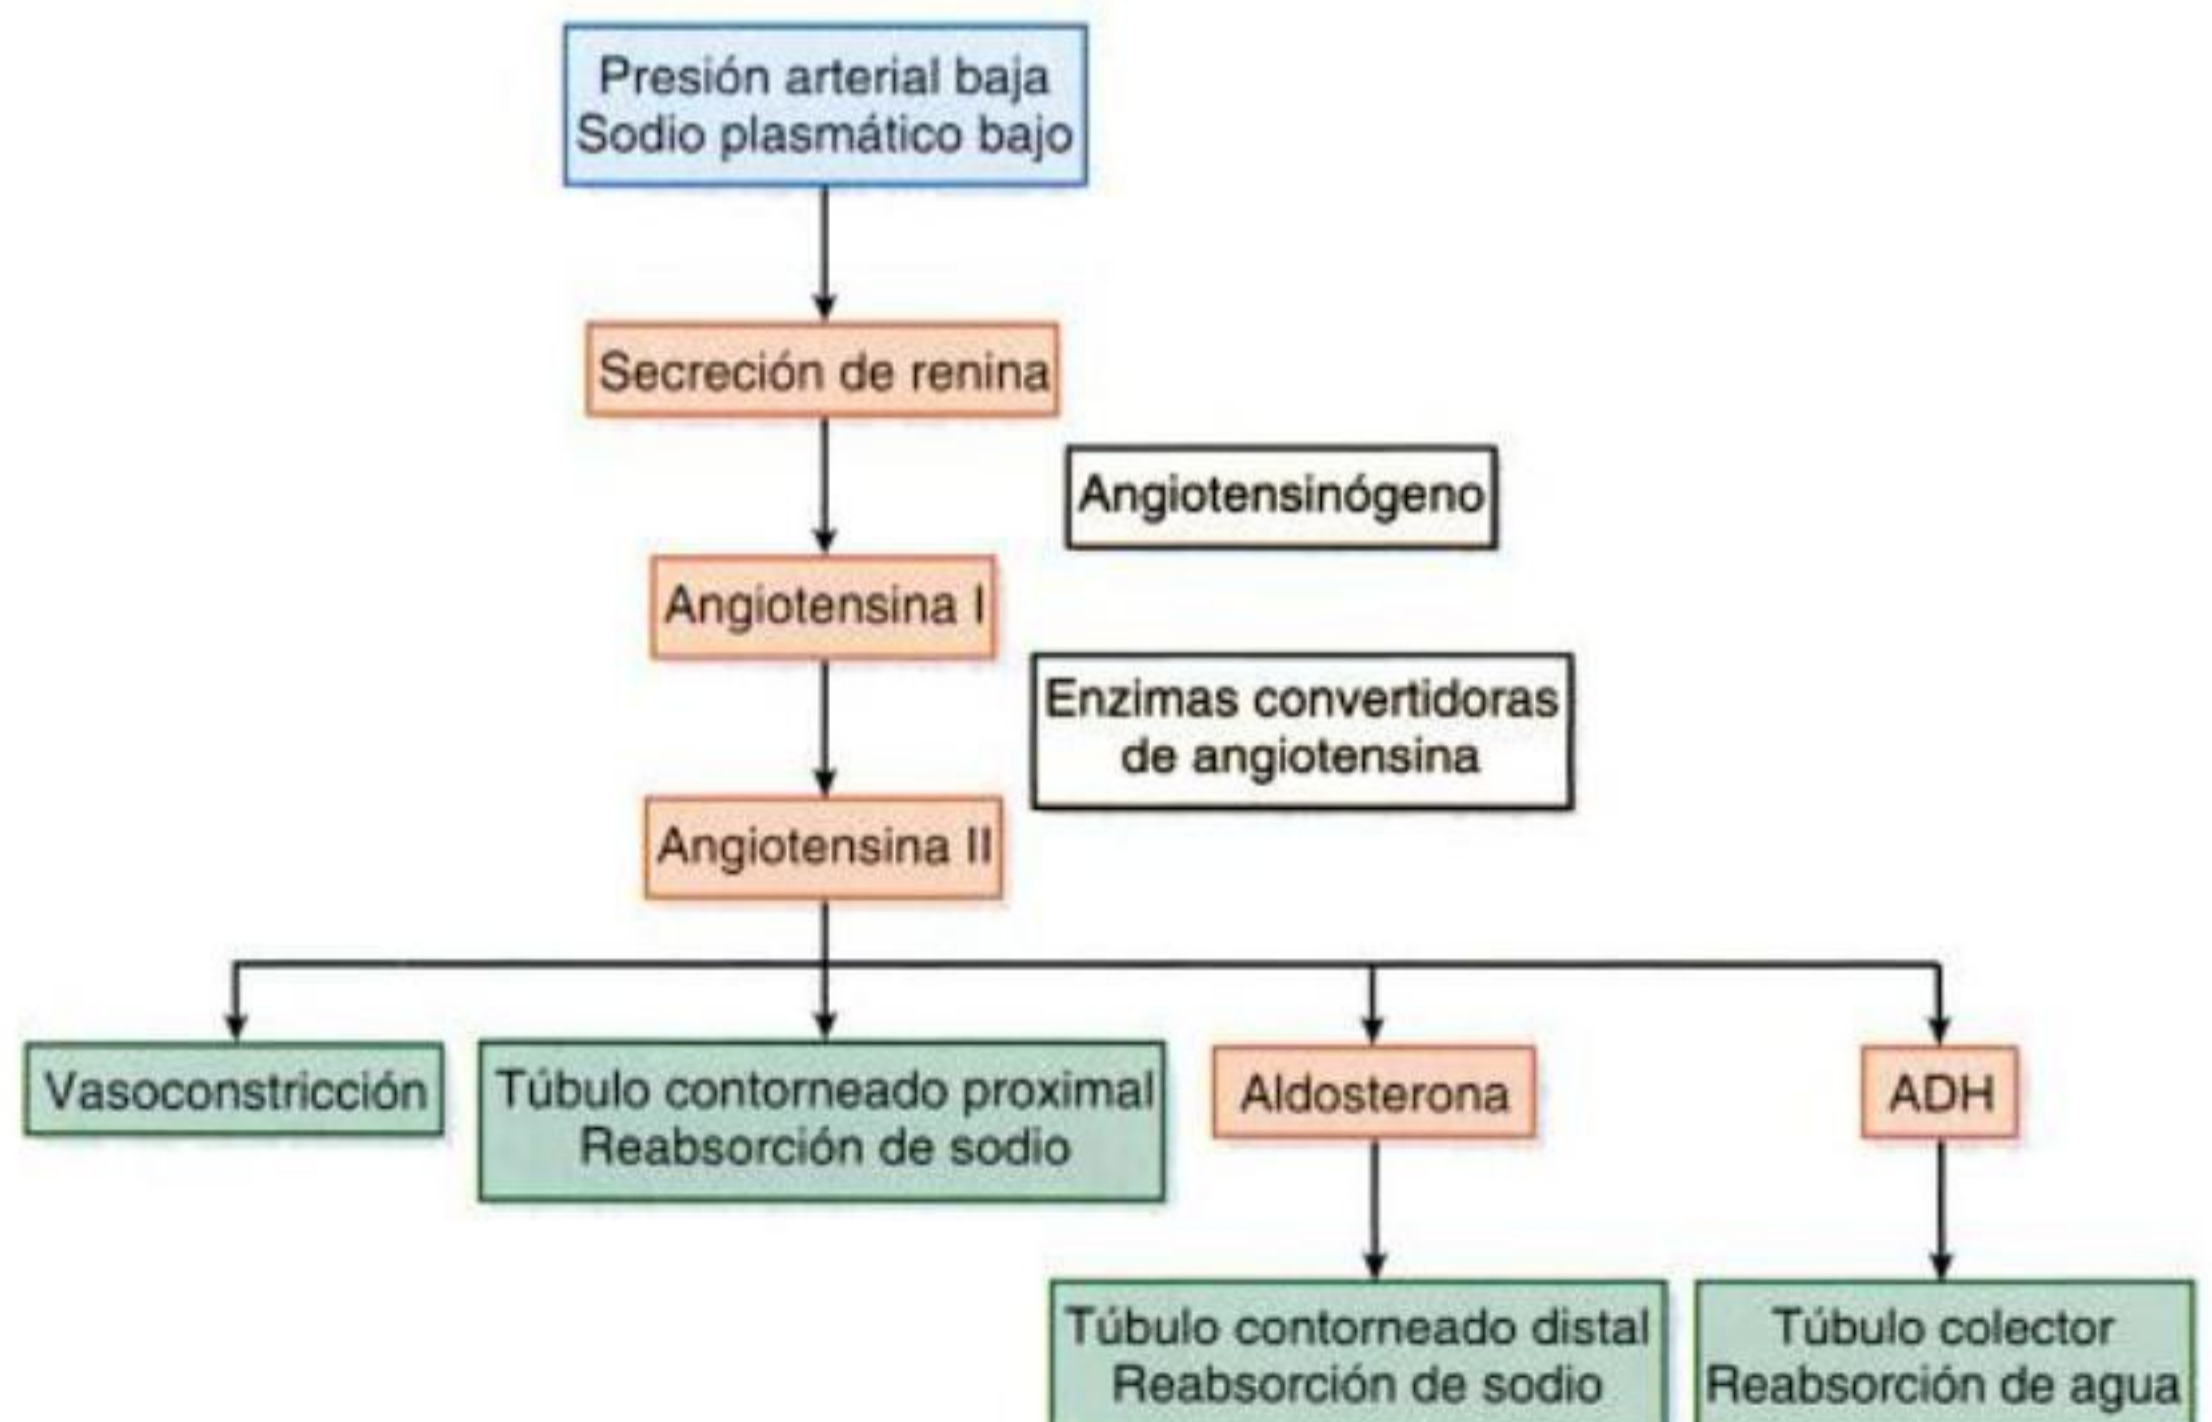 Presión arterial baja
Sodio plasmático bajo
Secreción de renina
Angiotensinógeno
Angiotensina I
Enzimas convertidoras
de angiotensina
Angiotensina II
Vasoconstricción
Túbulo contorneado proximal
Reabsorción de sodio
Aldosterona
ADH
Túbulo contorneado distal
Reabsorción de sodio
Túbulo colector
Reabsorción de agua